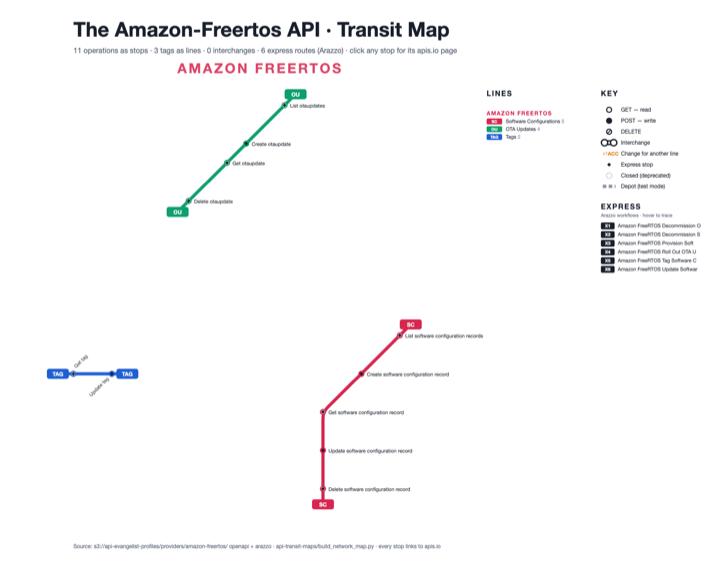 The Amazon-Freertos API · Transit Map
11 operations as stops · 3 tags as lines · 0 interchanges · 6 express routes (Arazzo) · click any stop for its apis.io page
AMAZON FREERTOS
OU
List otaupdates
Create otaupdate
Get otaupdate
Delete otaupdate
OU
LINES
AMAZON FREERTOS
SC Software Configurations 5
OU OTA Updates 4
TAG Tags 2
KEY
GET — read
POST — write
DELETE
Interchange
Change for another line
Express stop
Closed (deprecated)
Depot (test mode)
EXPRESS
Arazzo workflows · hover to trace
X1 Amazon FreeRTOS Decommission O
X2 Amazon FreeRTOS Decommission S
X3 Amazon FreeRTOS Provision Soft
X4 Amazon FreeRTOS Roll Out OTA U
X5 Amazon FreeRTOS Tag Software C
X6 Amazon FreeRTOS Update Softwar
SC
List software configuration records
Create software configuration record
Get software configuration record
Update software configuration record
Delete software configuration record
SC
TAG
Get tag
Update tag
TAG
Source: s3://api-evangelist-profiles/providers/amazon-freertos/ openapi + arazzo · api-transit-maps/build_network_map.py · every stop links to apis.io